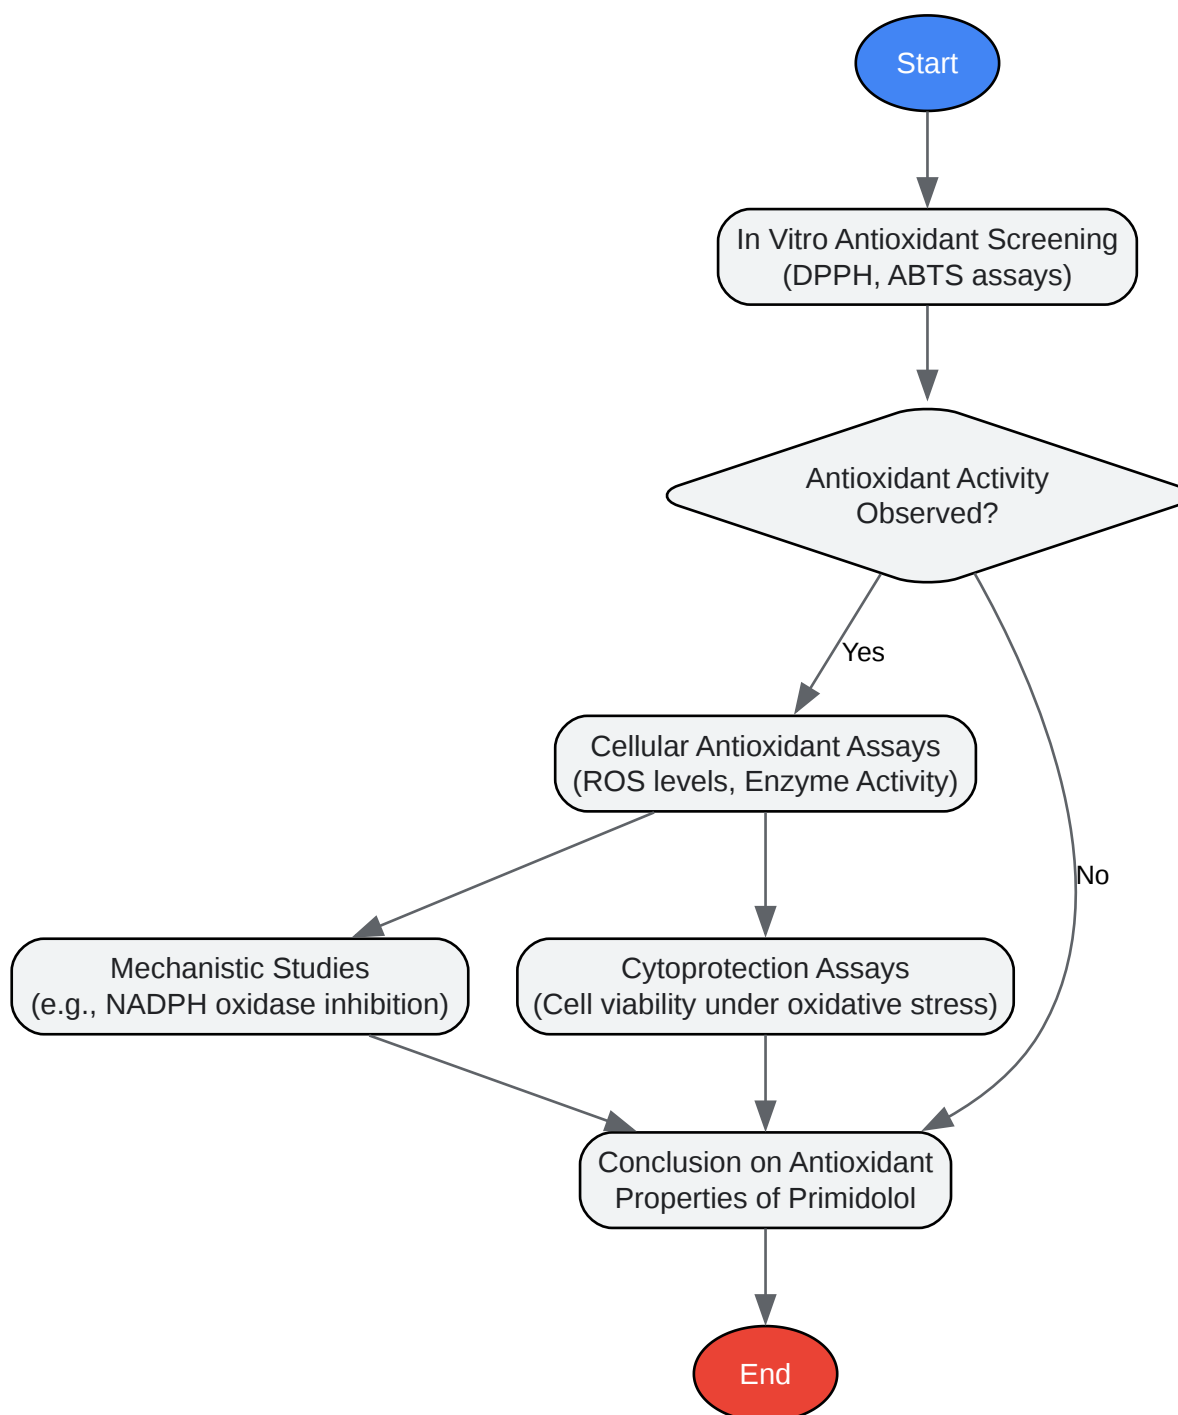 Start
In Vitro Antioxidant Screening
(DPPH, ABTS assays)
Antioxidant Activity
Observed?
Yes
Cellular Antioxidant Assays
(ROS levels, Enzyme Activity)
No
Mechanistic Studies
(e.g., NADPH oxidase inhibition)
Cytoprotection Assays
(Cell viability under oxidative stress)
Conclusion on Antioxidant
Properties of Primidolol
End